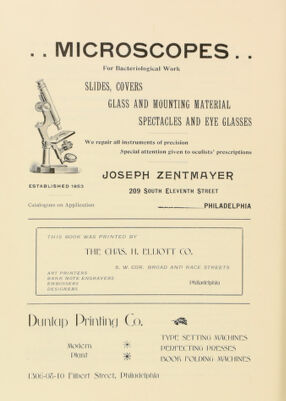 . . MICROSCOPES . .
For Bacteriological Work
SLIDES, COVERS
GLASS AND MOUNTING MATERIAL
SPECTACLES AND EYE GLASSES
We repair all instruments of precision
Special attention given to oculists' prescriptions
JOSEPH ZENTMAYER
ESTABLISHED 1853
209 SOUTH ELEVENTH STREET
Catalogues on Application
PHILADELPHIA
THIS BOOK WAS PRINTED BY
THE CHAS. H. ELLIOTT CO.
S. W. COR. BROAD AND RACE STREETS
ART PRINTERS
BANK NOTE ENGRAVERS
EMBOSSERS
DESIGNERS
Philadelphia
Dunlap Printing Co.
Modern
Plant
TYPE SETTING MACHINES
PERFECTING PRESSES
BOOK FOLDING MACHINES
1306-08-10 Filbert Street, Philadelphia